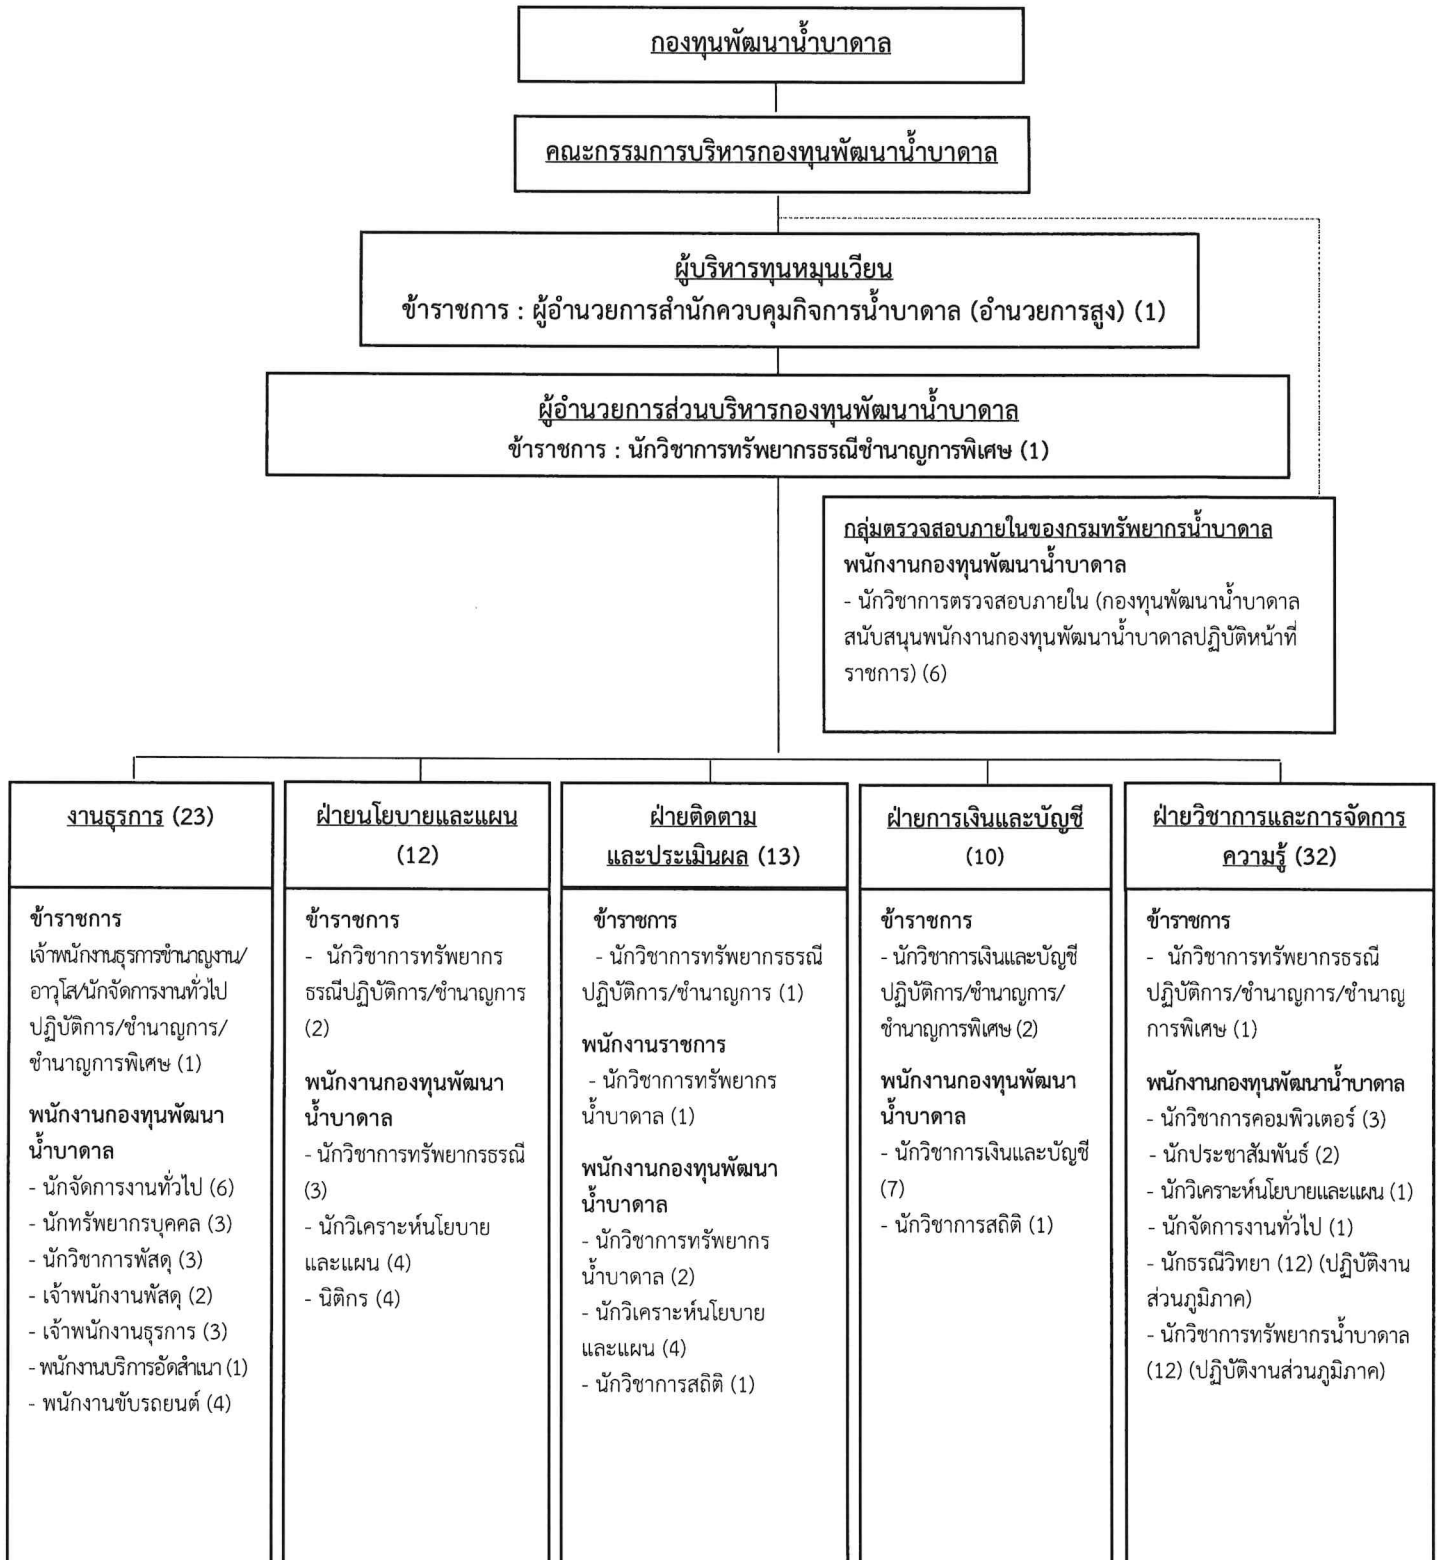 กองทุนพัฒนาน้ำบาดาล
คณะกรรมการบริหารกองทุนพัฒนาน้ำบาดาล
ผู้บริหารทุนหมุนเวียน
ข้าราชการ : ผู้อำนวยการสำนักควบคุมกิจการน้ำบาดาล (อำนวยการสูง) (1)
ผู้อำนวยการส่วนบริหารกองทุนพัฒนาน้ำบาดาล
ข้าราชการ : นักวิชาการทรัพยากรธรณีชำนาญการพิเศษ (1)
กลุ่มตรวจสอบภายในของกรมทรัพยากรน้ำบาดาล
พนักงานกองทุนพัฒนาน้ำบาดาล
- นักวิชาการตรวจสอบภายใน (กองทุนพัฒนาน้ำบาดาล
สนับสนุนพนักงานกองทุนพัฒนาน้ำบาดาลปฏิบัติหน้าที่
ราชการ) (6)
งานธุรการ (23)
ข้าราชการ
เจ้าพนักงานธุรการชำนาญงาน/
อาวุโส/นักจัดการงานทั่วไป
ปฏิบัติการ/ชำนาญการ/
ชำนาญการพิเศษ (1)
พนักงานกองทุนพัฒนา
น้ำบาดาล
- นักจัดการงานทั่วไป (6)
- นักทรัพยากรบุคคล (3)
- นักวิชาการพัสดุ (3)
- เจ้าพนักงานพัสดุ (2)
- เจ้าพนักงานธุรการ (3)
- พนักงานบริการอัดสำเนา (1)
- พนักงานขับรถยนต์ (4)
ฝ่ายนโยบายและแผน
(12)
ข้าราชการ
- นักวิชาการทรัพยากร
ธรณีปฏิบัติการ/ชำนาญการ
(2)
พนักงานกองทุนพัฒนา
น้ำบาดาล
- นักวิชาการทรัพยากรธรณี
(3)
- นักวิเคราะห์นโยบาย
และแผน (4)
- นิติกร (4)
ฝ่ายติดตาม
และประเมินผล (13)
ข้าราชการ
- นักวิชาการทรัพยากรธรณี
ปฏิบัติการ/ชำนาญการ (1)
พนักงานราชการ
- นักวิชาการทรัพยากร
น้ำบาดาล (1)
พนักงานกองทุนพัฒนา
น้ำบาดาล
- นักวิชาการทรัพยากร
น้ำบาดาล (2)
- นักวิเคราะห์นโยบาย
และแผน (4)
- นักวิชาการสถิติ (1)
ฝ่ายการเงินและบัญชี
(10)
ข้าราชการ
- นักวิชาการเงินและบัญชี
ปฏิบัติการ/ชำนาญการ/
ชำนาญการพิเศษ (2)
พนักงานกองทุนพัฒนา
น้ำบาดาล
- นักวิชาการเงินและบัญชี
(7)
- นักวิชาการสถิติ (1)
ฝ่ายวิชาการและการจัดการ
ความรู้ (32)
ข้าราชการ
- นักวิชาการทรัพยากรธรณี
ปฏิบัติการ/ชำนาญการ/ชำนาญ
การพิเศษ (1)
พนักงานกองทุนพัฒนาน้ำบาดาล
- นักวิชาการคอมพิวเตอร์ (3)
- นักประชาสัมพันธ์ (2)
- นักวิเคราะห์นโยบายและแผน (1)
- นักจัดการงานทั่วไป (1)
- นักธรณีวิทยา (12) (ปฏิบัติงาน
ส่วนภูมิภาค)
- นักวิชาการทรัพยากรน้ำบาดาล
(12) (ปฏิบัติงานส่วนภูมิภาค)